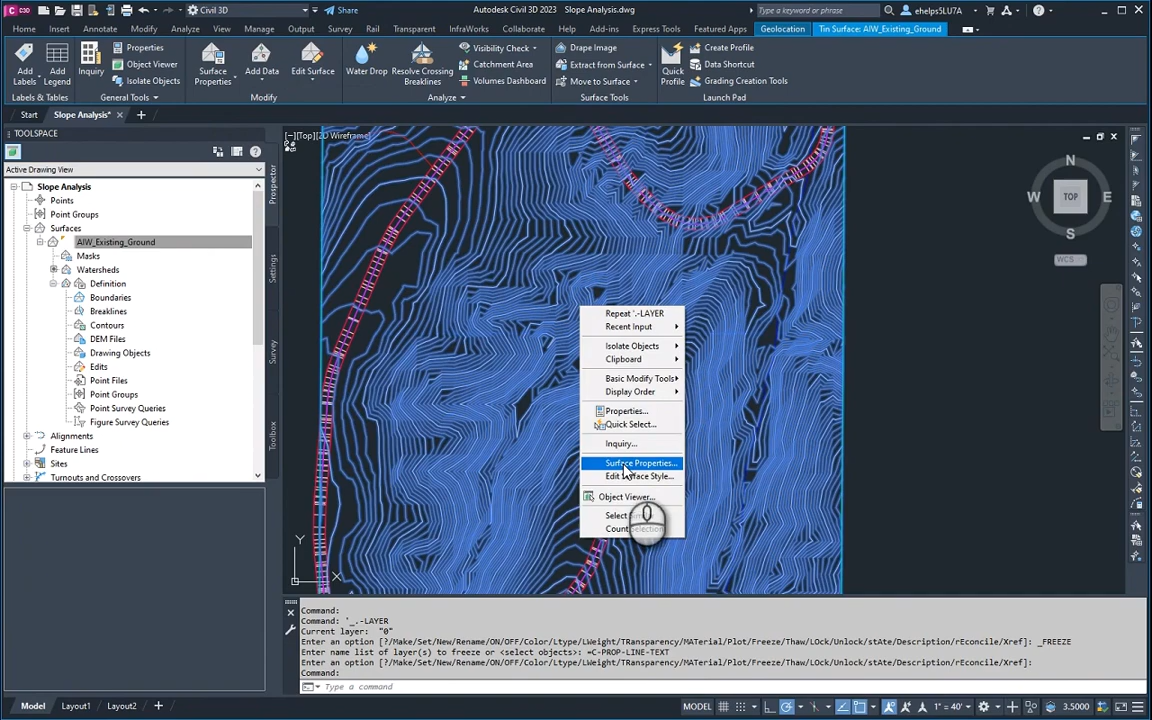 Civil 3D
Share
Autodesk Civil 3D 2023 Slope Analysis.dwg
Type a keyword or phrase
ehelps5LU7A
Home Insert Annotate Modify Analyze View Manage Output Survey Rail Transparent InfraWorks Collaborate Help Add-ins Express Tools Featured Apps Geolocation Tin Surface: AIW_Existing_Ground
Add Labels
Add Legend
Labels & Tables
Inquiry
Properties
Object Viewer
Isolate Objects
General Tools
Surface Properties
Add Data
Edit Surface
Modify
Water Drop
Resolve Crossing Breaklines
Visibility Check
Catchment Area
Volumes Dashboard
Analyze
Drape Image
Extract from Surface
Move to Surface
Surface Tools
Quick Profile
Create Profile
Data Shortcut
Grading Creation Tools
Launch Pad
Start
Slope Analysis*
TOOLSPACE
Active Drawing View
Slope Analysis
Points
Point Groups
Surfaces
AIW_Existing_Ground
Masks
Watersheds
Definition
Boundaries
Breaklines
Contours
DEM Files
Drawing Objects
Edits
Point Files
Point Groups
Point Survey Queries
Figure Survey Queries
Alignments
Feature Lines
Sites
Turnouts and Crossovers
Prospector
Settings
Survey
Toolbox
[−][Top][2D Wireframe]
N
W TOP E
S
WCS
Repeat '.-LAYER
Recent Input
Isolate Objects
Clipboard
Basic Modify Tools
Display Order
Properties...
Quick Select...
Inquiry...
Surface Properties...
Edit Surface Style...
Object Viewer...
Select
Count Selection
Y
X
Command:
Command: '_.-LAYER
Current layer: "0"
Enter an option [?/Make/Set/New/Rename/ON/OFF/Color/Ltype/LWeight/TRansparency/MATerial/Plot/Freeze/Thaw/LOck/Unlock/stAte/Description/rEconcile/Xref]: _FREEZE
Enter name list of layer(s) to freeze or <select objects>: =C-PROP-LINE-TEXT
Enter an option [?/Make/Set/New/Rename/ON/OFF/Color/Ltype/LWeight/TRansparency/MATerial/Plot/Freeze/Thaw/LOck/Unlock/stAte/Description/rEconcile/Xref]:
Command:
Type a command
Model Layout1 Layout2 +
MODEL
1" = 40'
3.5000